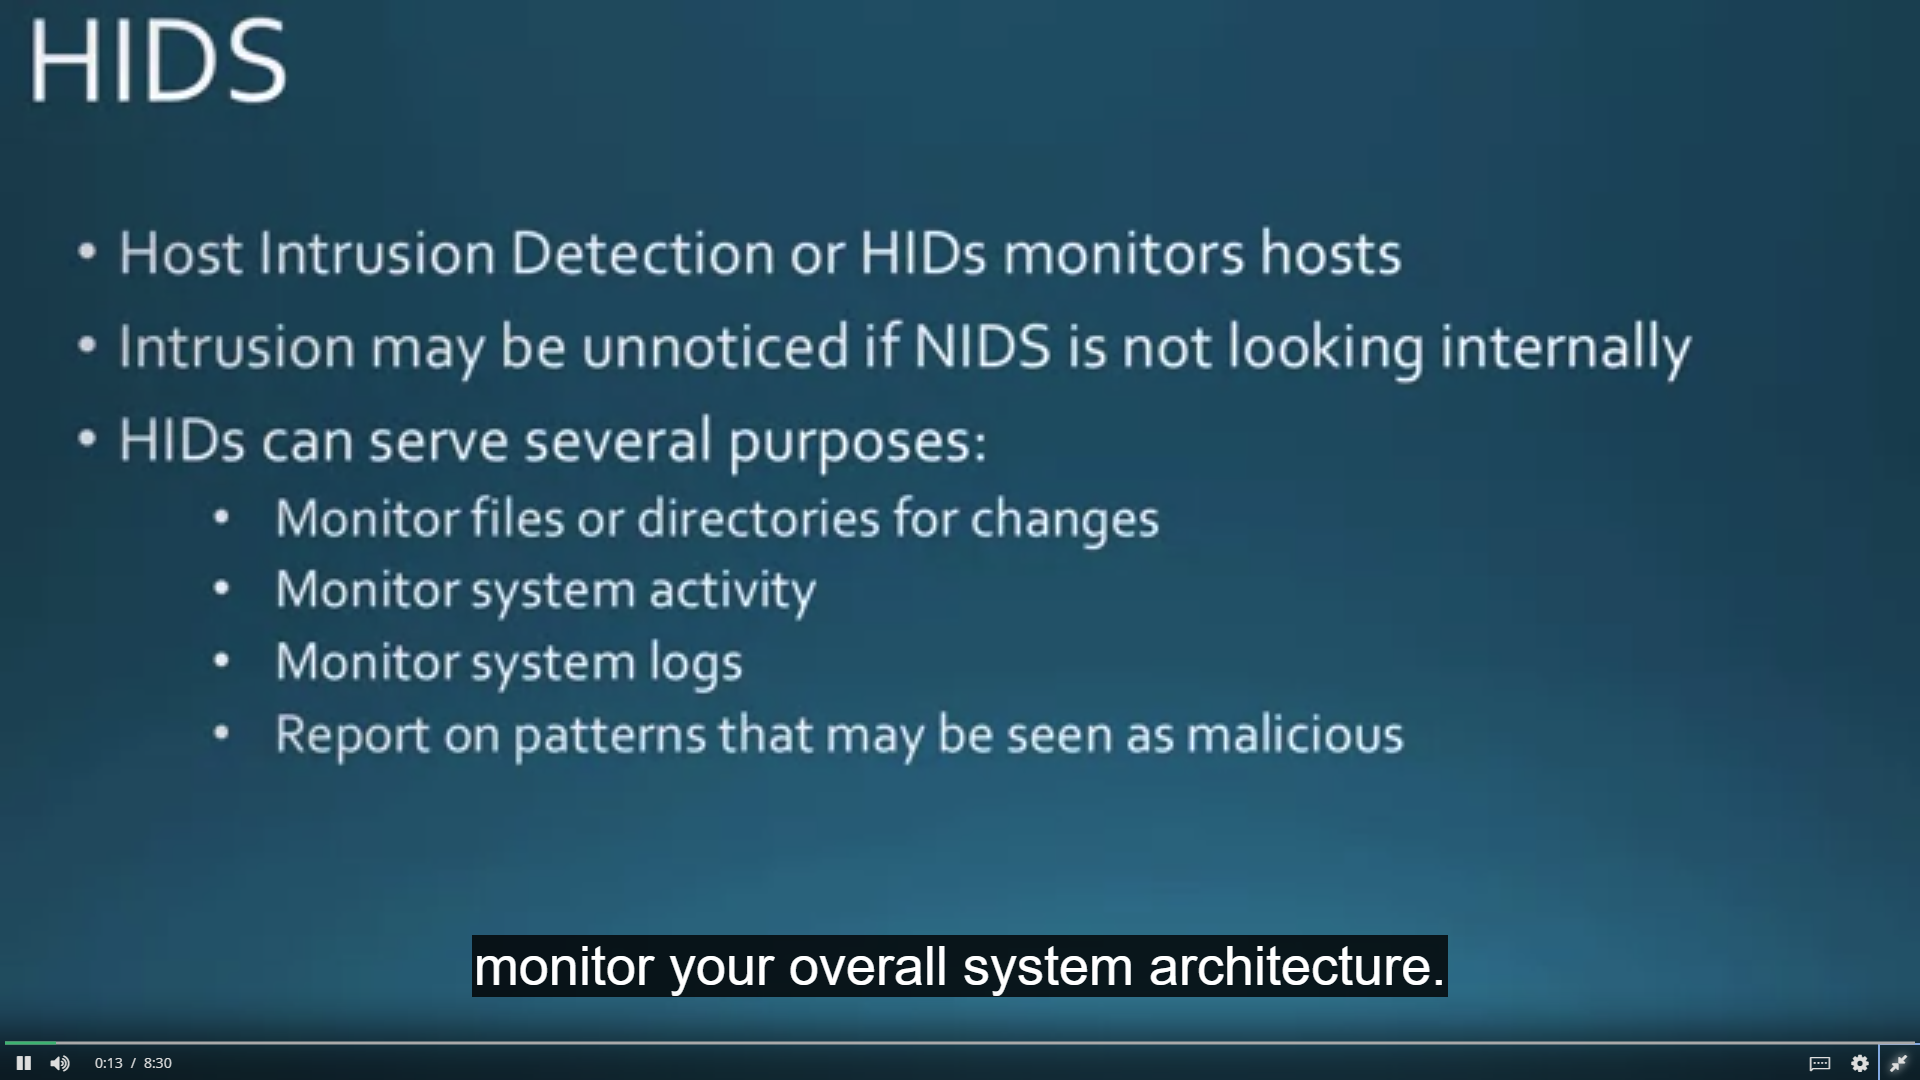 HIDS
• Host Intrusion Detection or HIDs monitors hosts
• Intrusion may be unnoticed if NIDS is not looking internally
• HIDs can serve several purposes:
• Monitor files or directories for changes
• Monitor system activity
• Monitor system logs
• Report on patterns that may be seen as malicious
monitor your overall system architecture.
0:13 / 8:30